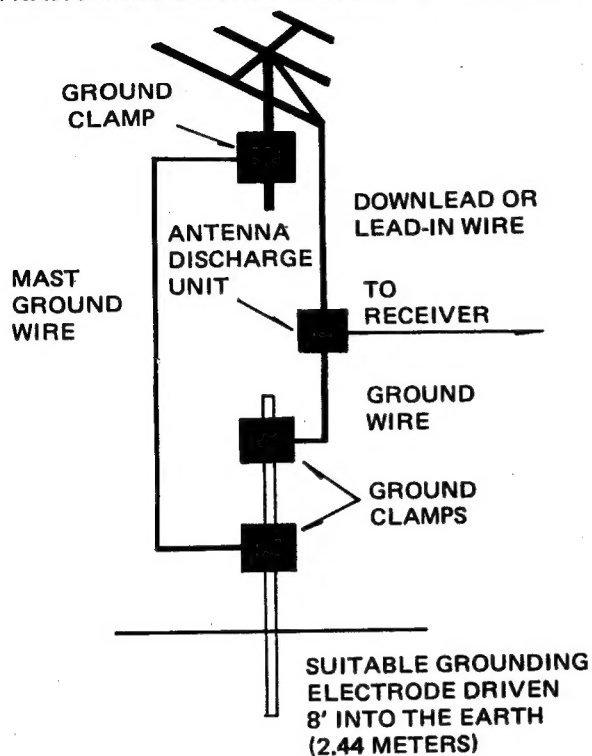 GROUND
CLAMP
DOWNLEAD OR
LEAD-IN WIRE
ANTENNA
DISCHARGE
UNIT
MAST
GROUND
WIRE
TO
RECEIVER
GROUND
WIRE
GROUND
CLAMPS
SUITABLE GROUNDING
ELECTRODE DRIVEN
8' INTO THE EARTH
(2.44 METERS)